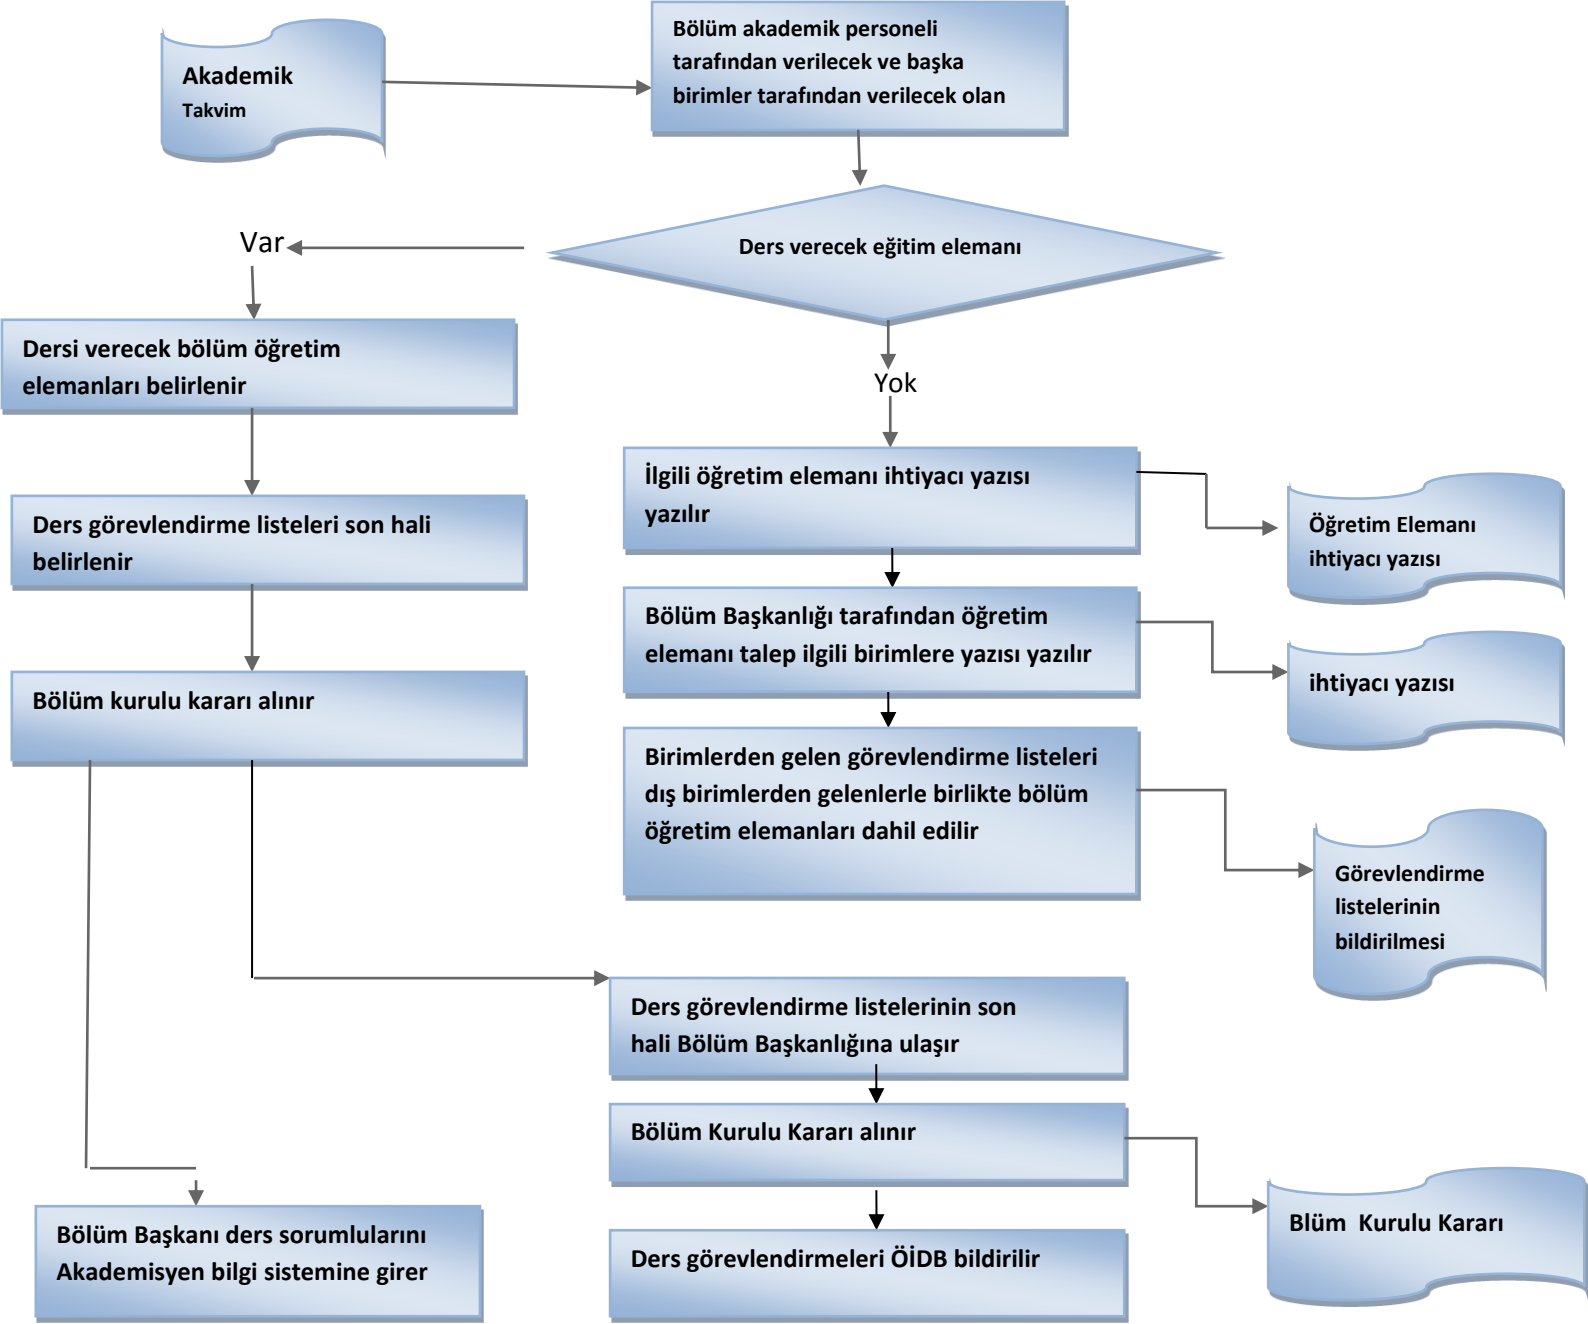 Akademik
Takvim
Bölüm akademik personeli
tarafından verilecek ve başka
birimler tarafından verilecek olan
Ders verecek eğitim elemanı
Var
Dersi verecek bölüm öğretim
elemanları belirlenir
Ders görevlendirme listeleri son hali
belirlenir
Bölüm kurulu kararı alınır
Yok
İlgili öğretim elemanı ihtiyacı yazısı
yazılır
Öğretim Elemanı
ihtiyacı yazısı
Bölüm Başkanlığı tarafından öğretim
elemanı talep ilgili birimlere yazısı yazılır
ihtiyacı yazısı
Birimlerden gelen görevlendirme listeleri
dış birimlerden gelenlerle birlikte bölüm
öğretim elemanları dahil edilir
Görevlendirme
listelerinin
bildirilmesi
Ders görevlendirme listelerinin son
hali Bölüm Başkanlığına ulaşır
Bölüm Kurulu Kararı alınır
Blüm  Kurulu Kararı
Bölüm Başkanı ders sorumlularını
Akademisyen bilgi sistemine girer
Ders görevlendirmeleri ÖİDB bildirilir